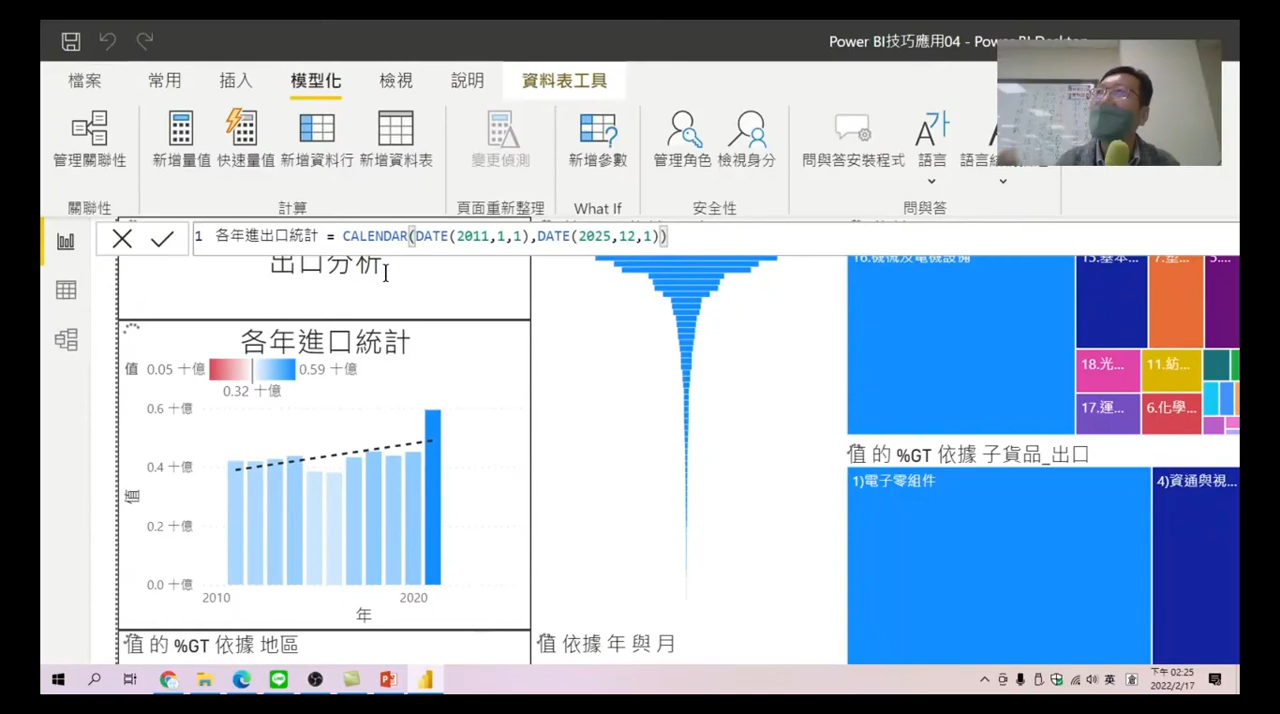 Power BI技巧應用04 - Power BI Desktop
檔案 常用 插入 模型化 檢視 說明 資料表工具
管理關聯性 新增量值 快速量值 新增資料行 新增資料表 變更偵測 新增參數 管理角色 檢視身分 問與答安裝程式 語言
關聯性 計算 頁面重新整理 What If 安全性 問與答
1 各年進出口統計 = CALENDAR(DATE(2011,1,1),DATE(2025,12,1))
出口分析
各年進口統計
值 0.05 十億 0.59 十億
0.32 十億
0.6 十億
0.4 十億
0.2 十億
0.0 十億
值
2010 2020
年
值 的 %GT 依據 地區
值 依據 年 與 月
16.機械及電機設備
15.基本...
18.光...
11.紡...
17.運...
6.化學...
值 的 %GT 依據 子貨品_出口
1)電子零組件
4)資通與視...
英
下午 02:25
2022/2/17